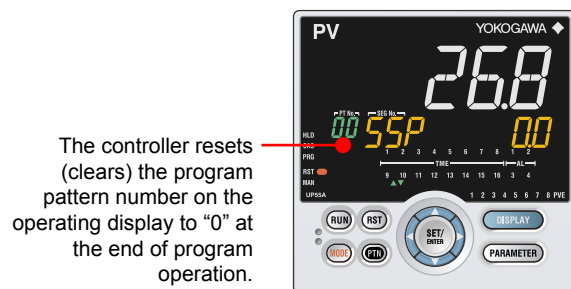 PV YOKOGAWA
26.8
PT No. SEG No.
00 SSP 0.0
The controller resets
(clears) the program
pattern number on the
operating display to “0” at
the end of program
operation.
HLD
CAS
PRG
RST
MAN
1 2 3 4 5 6 7 8 1 2
TME AL
9 10 11 12 13 14 15 16 3 4
UP55A 1 2 3 4 5 6 7 8 PVE
RUN RST DISPLAY
SET/
ENTER
MODE PTN PARAMETER